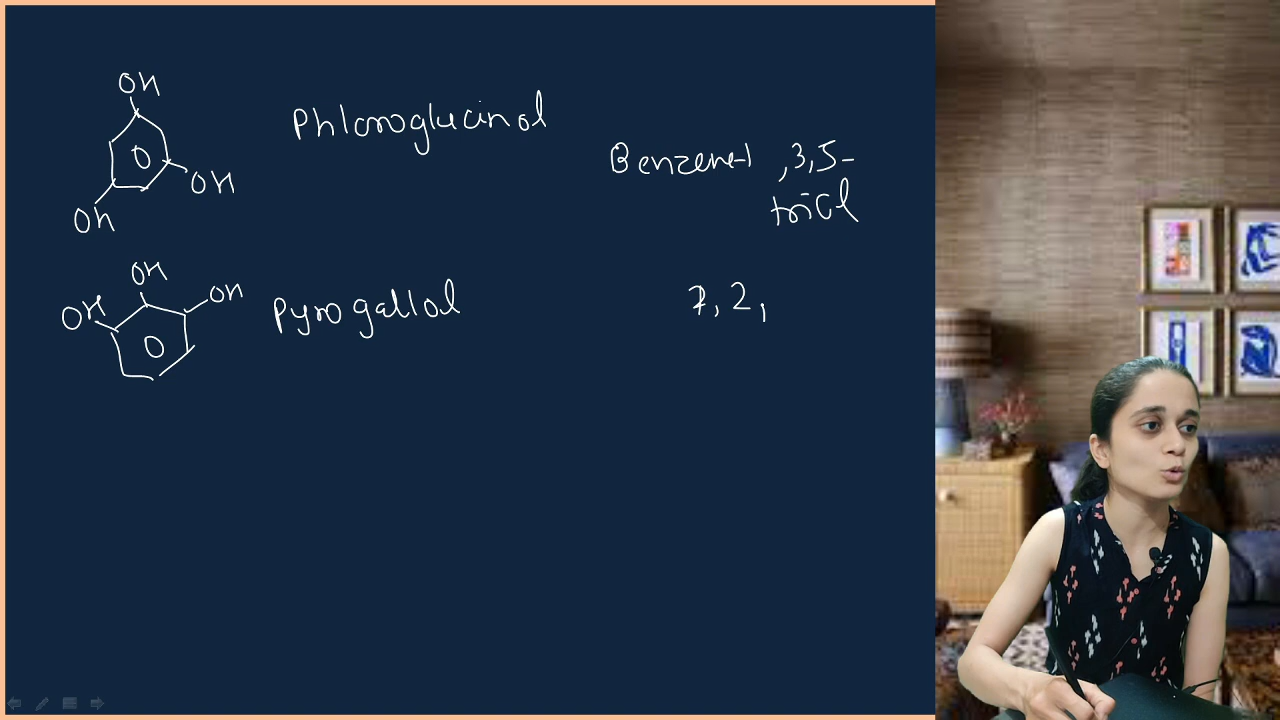 OH
Phloroglucinol
Benzene-1,3,5-
OH
OH
triol
OH
OH
OH
Pyrogallol
1,2,